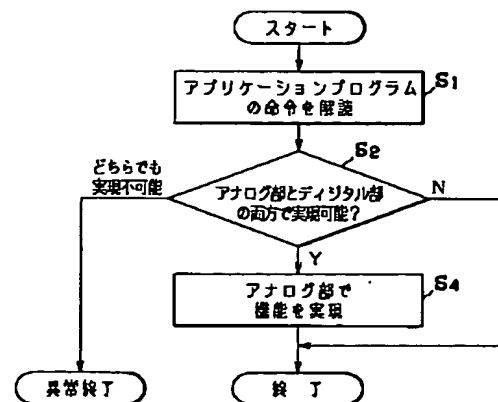 スタート
アプリケーションプログラム
の命令を解読
S1
S2
どちらでも
実現不可能
アナログ部とディジタル部
の両方で実現可能?
N
Y
アナログ部で
機能を実現
S4
異常終了
終了